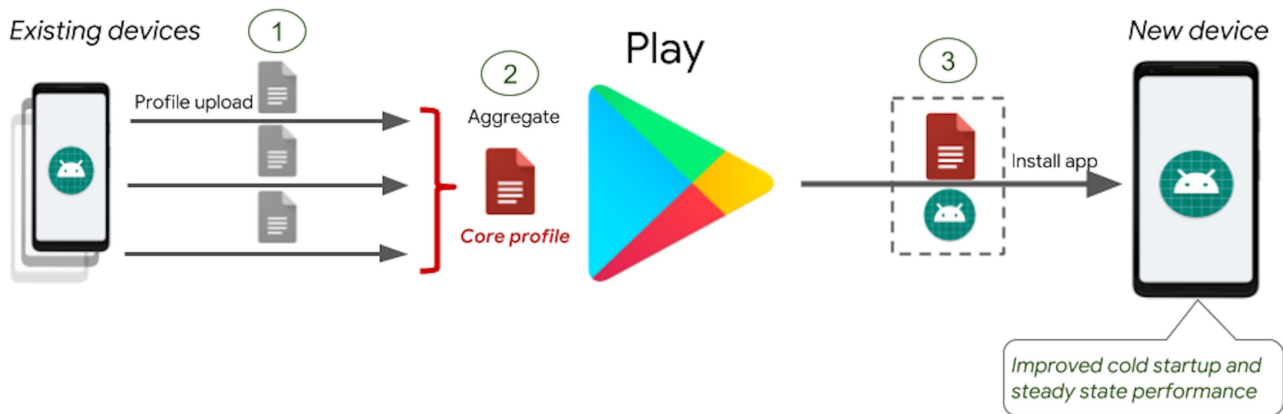 Existing devices
1
Profile upload
2
Aggregate
Core profile
Play
3
Install app
New device
Improved cold startup and
steady state performance